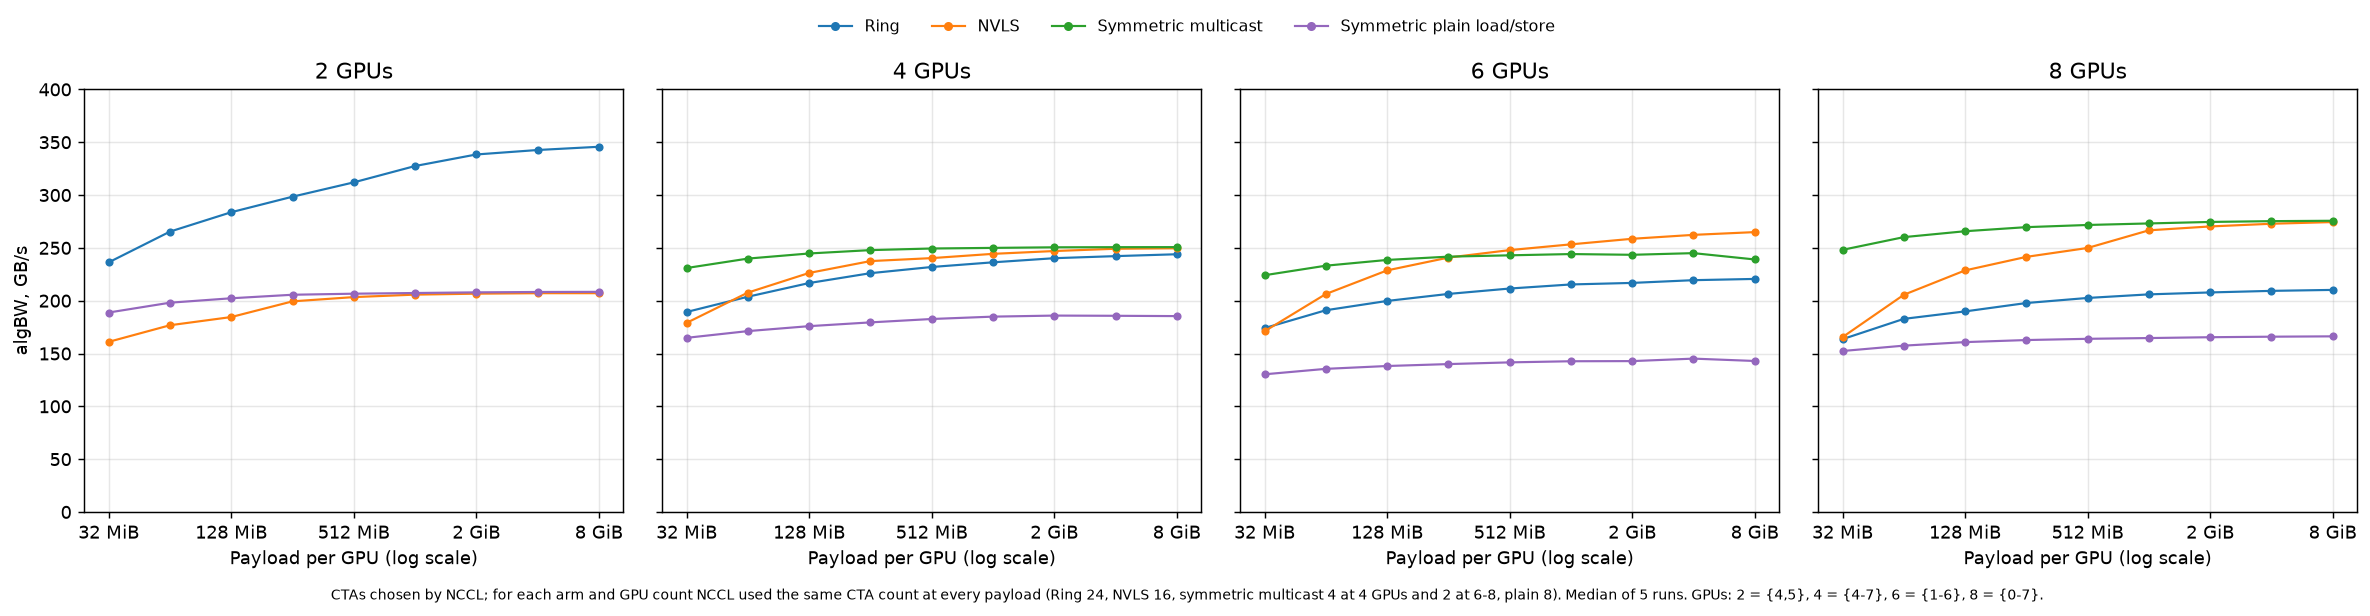 Ring NVLS Symmetric multicast Symmetric plain load/store
2 GPUs
4 GPUs
6 GPUs
8 GPUs
algBW, GB/s
400
350
300
250
200
150
100
50
0
32 MiB 128 MiB 512 MiB 2 GiB 8 GiB
32 MiB 128 MiB 512 MiB 2 GiB 8 GiB
32 MiB 128 MiB 512 MiB 2 GiB 8 GiB
32 MiB 128 MiB 512 MiB 2 GiB 8 GiB
Payload per GPU (log scale)
Payload per GPU (log scale)
Payload per GPU (log scale)
Payload per GPU (log scale)
CTAs chosen by NCCL; for each arm and GPU count NCCL used the same CTA count at every payload (Ring 24, NVLS 16, symmetric multicast 4 at 4 GPUs and 2 at 6-8, plain 8). Median of 5 runs. GPUs: 2 = {4,5}, 4 = {4-7}, 6 = {1-6}, 8 = {0-7}.